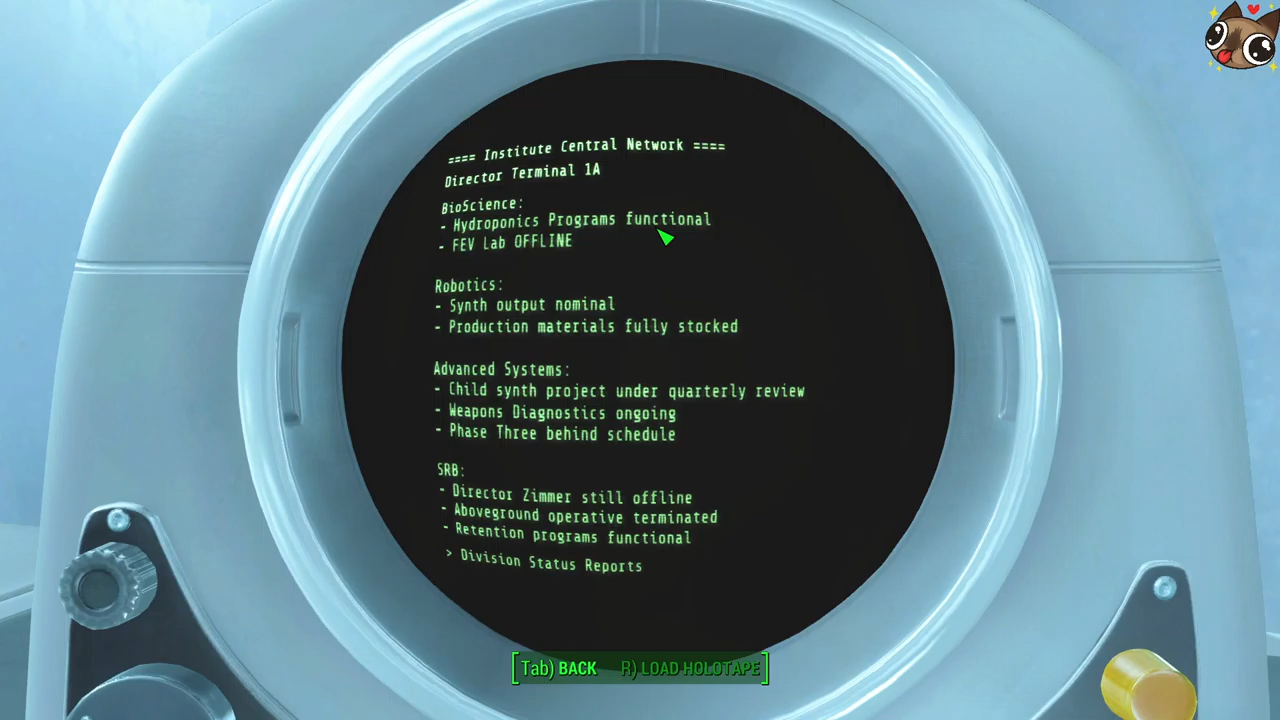 ==== Institute Central Network ====
Director Terminal 1A
BioScience:
- Hydroponics Programs functional
- FEV Lab OFFLINE
Robotics:
- Synth output nominal
- Production materials fully stocked
Advanced Systems:
- Child synth project under quarterly review
- Weapons Diagnostics ongoing
- Phase Three behind schedule
SRB:
- Director Zimmer still offline
- Aboveground operative terminated
- Retention programs functional
> Division Status Reports
[Tab) BACK R) LOAD HOLOTAPE]